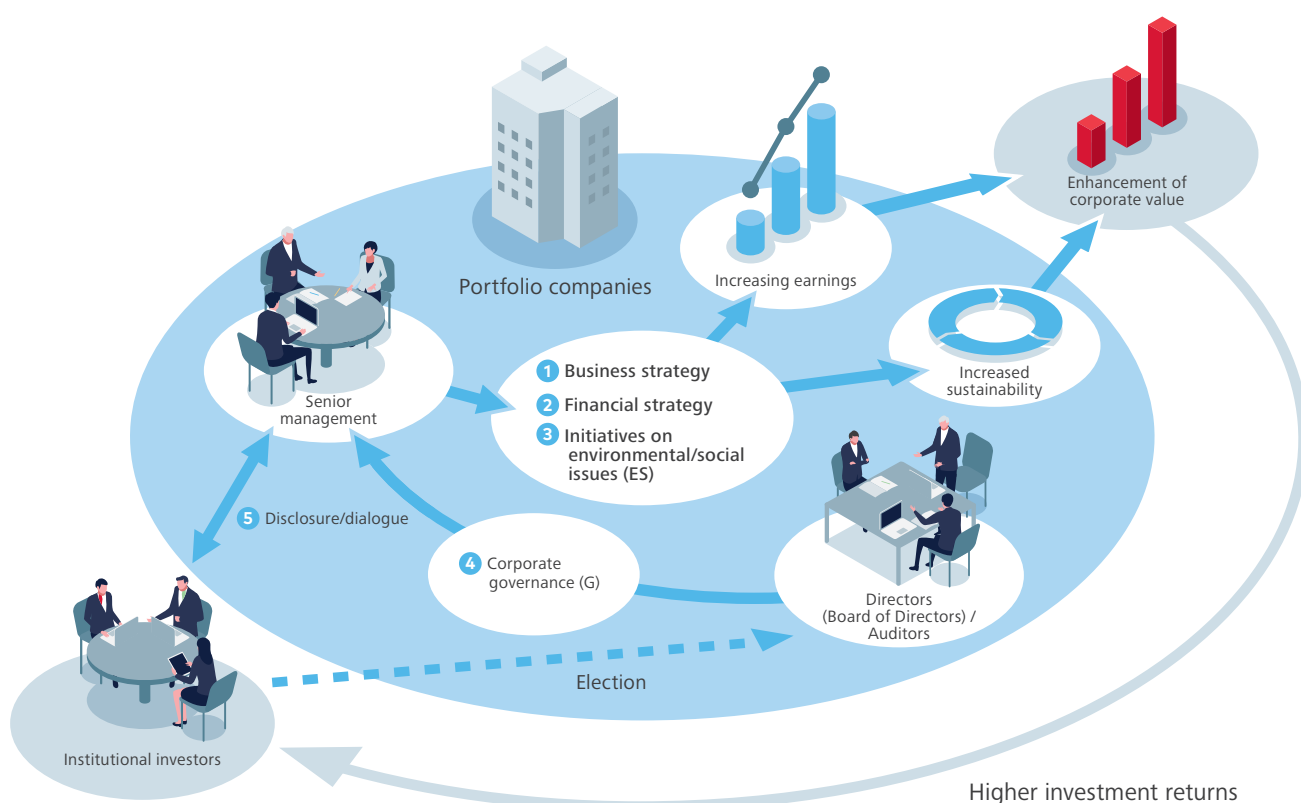 Enhancement of
corporate value
Portfolio companies
Increasing earnings
Increased
sustainability
1 Business strategy
2 Financial strategy
3 Initiatives on
environmental/social
issues (ES)
Senior
management
5 Disclosure/dialogue
4 Corporate
governance (G)
Directors
(Board of Directors) /
Auditors
Election
Institutional investors
Higher investment returns